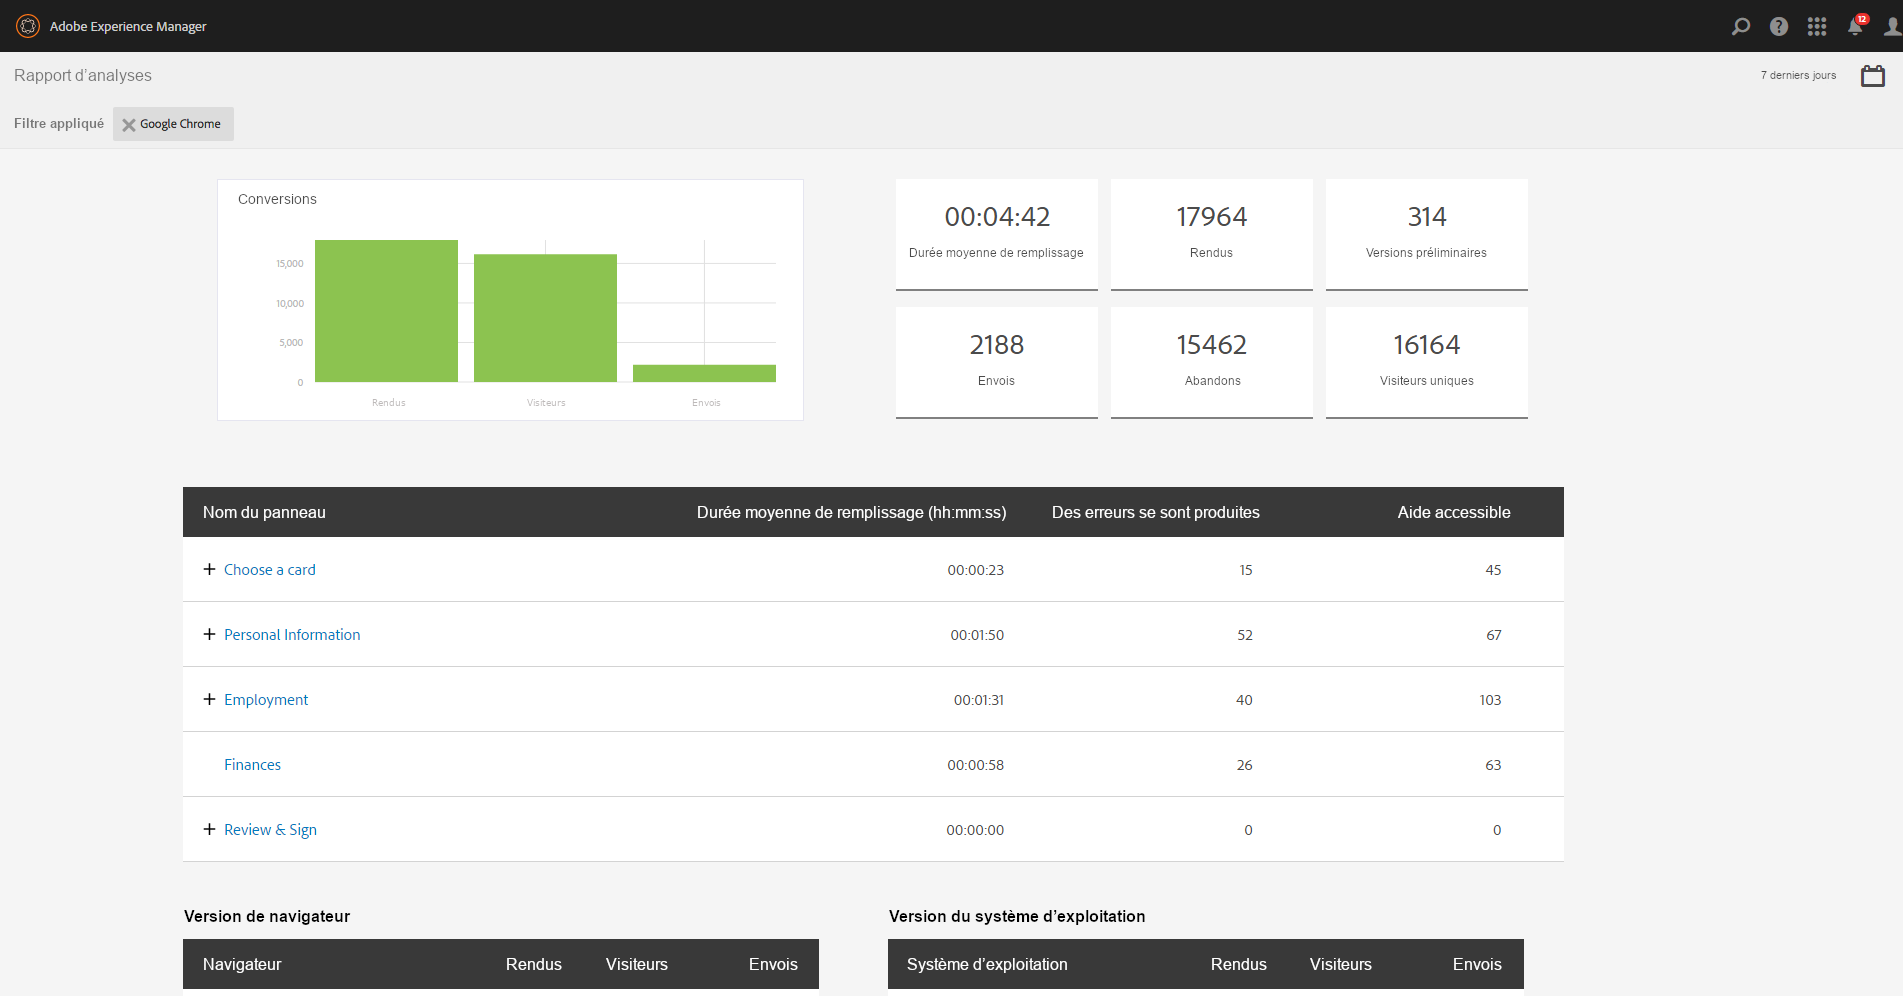 Adobe Experience Manager
12
Rapport d'analyses
7 derniers jours
Filtre appliqué
Google Chrome
Conversions
15,000
10,000
5,000
0
Rendus
Visiteurs
Envois
00:04:42
Durée moyenne de remplissage
17964
Rendus
314
Versions préliminaires
2188
Envois
15462
Abandons
16164
Visiteurs uniques
Nom du panneau Durée moyenne de remplissage (hh:mm:ss) Des erreurs se sont produites Aide accessible
+ Choose a card 00:00:23 15 45
+ Personal Information 00:01:50 52 67
+ Employment 00:01:31 40 103
Finances 00:00:58 26 63
+ Review & Sign 00:00:00 0 0
Version de navigateur
Navigateur Rendus Visiteurs Envois
Version du système d'exploitation
Système d'exploitation Rendus Visiteurs Envois